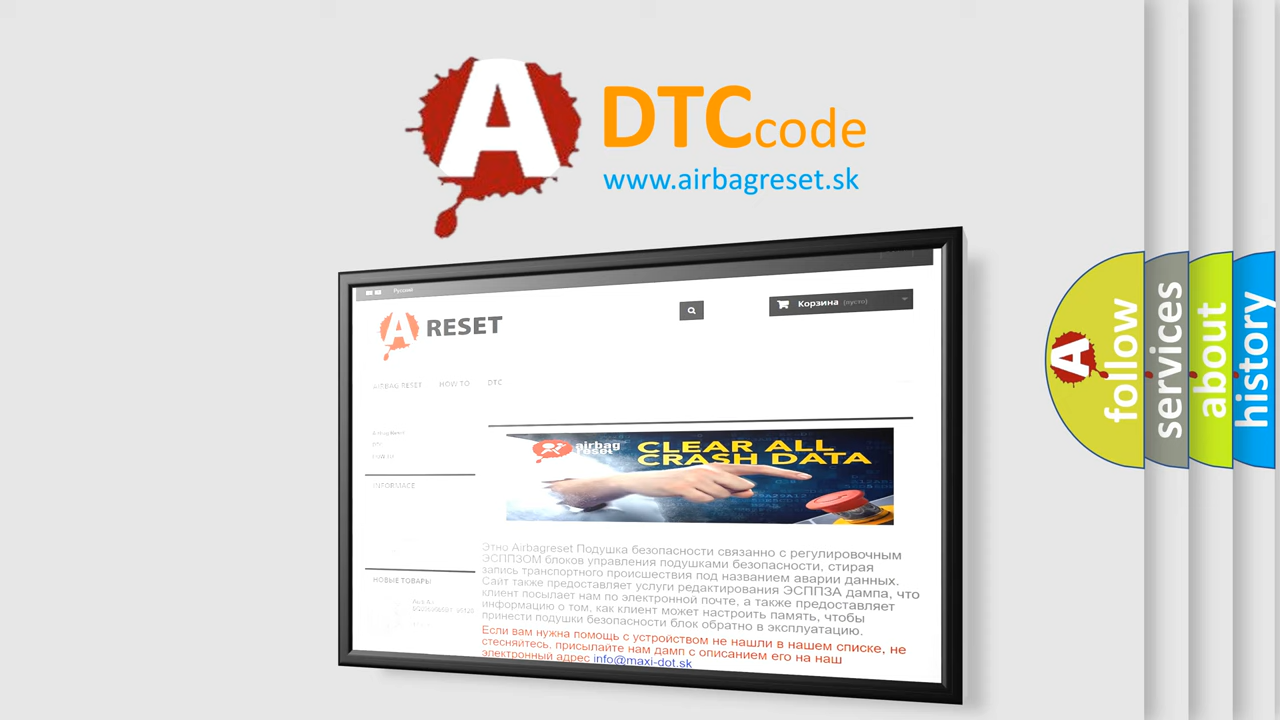 A DTCcode
www.airbagreset.sk
Русский
A RESET
Корзина (пусто)
AIRBAG RESET HOW TO DTC
Airbag Reset
DTC
INFORMACE
airbag
reset
CLEAR ALL
CRASH DATA
Этно Airbagreset Подушка безопасности связанно с регулировочным
ЭСППЗОМ блоков управления подушками безопасности, стирая
запись транспортного происшествия под названием аварии данных.
Сайт также предоставляет услуги редактирования ЭСППЗА дампа, что
клиент посылает нам по электронной почте, а также предоставляет
информацию о том, как клиент может настроить память, чтобы
принести подушки безопасности блок обратно в эксплуатацию.
Если вам нужна помощь с устройством не нашли в нашем списке, не
стесняйтесь. присылайте нам дамп с описанием его на наш
электронный адрес info@maxi-dot.sk
НОВЫЕ ТОВАРЫ
A follow
services
about
history